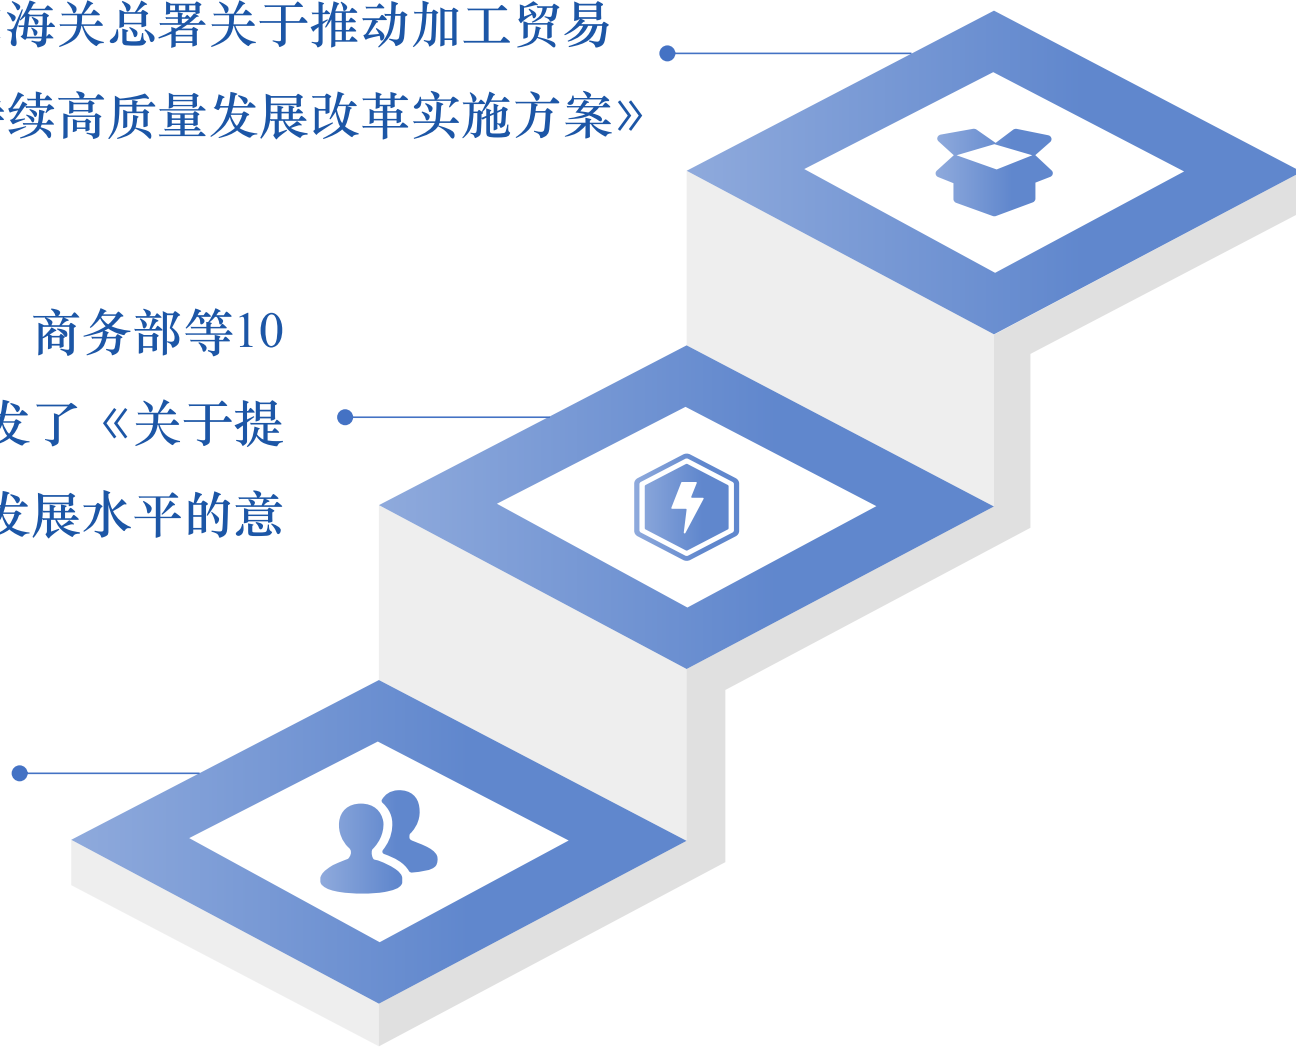 海关总署关于推动加工贸易
续高质量发展改革实施方案》
商务部等10
发了《关于提
发展水平的意